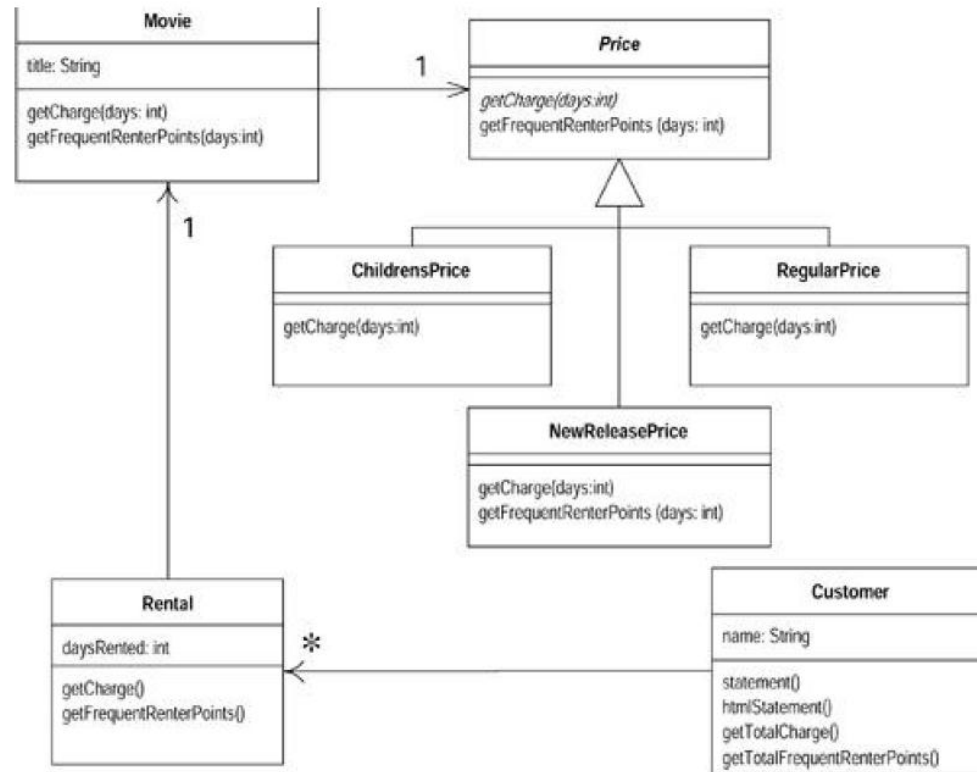 Movie
title: String
getCharge(days: int)
getFrequentRenterPoints(days:int)
1
Price
getCharge(days:int)
getFrequentRenterPoints (days: int)
1
ChildrensPrice
getCharge(days:int)
RegularPrice
getCharge(days:int)
NewReleasePrice
getCharge(days:int)
getFrequentRenterPoints (days: int)
Rental
daysRented: int
getCharge()
getFrequentRenterPoints()
*
Customer
name: String
statement()
htmlStatement()
getTotalCharge()
getTotalFrequentRenterPoints()